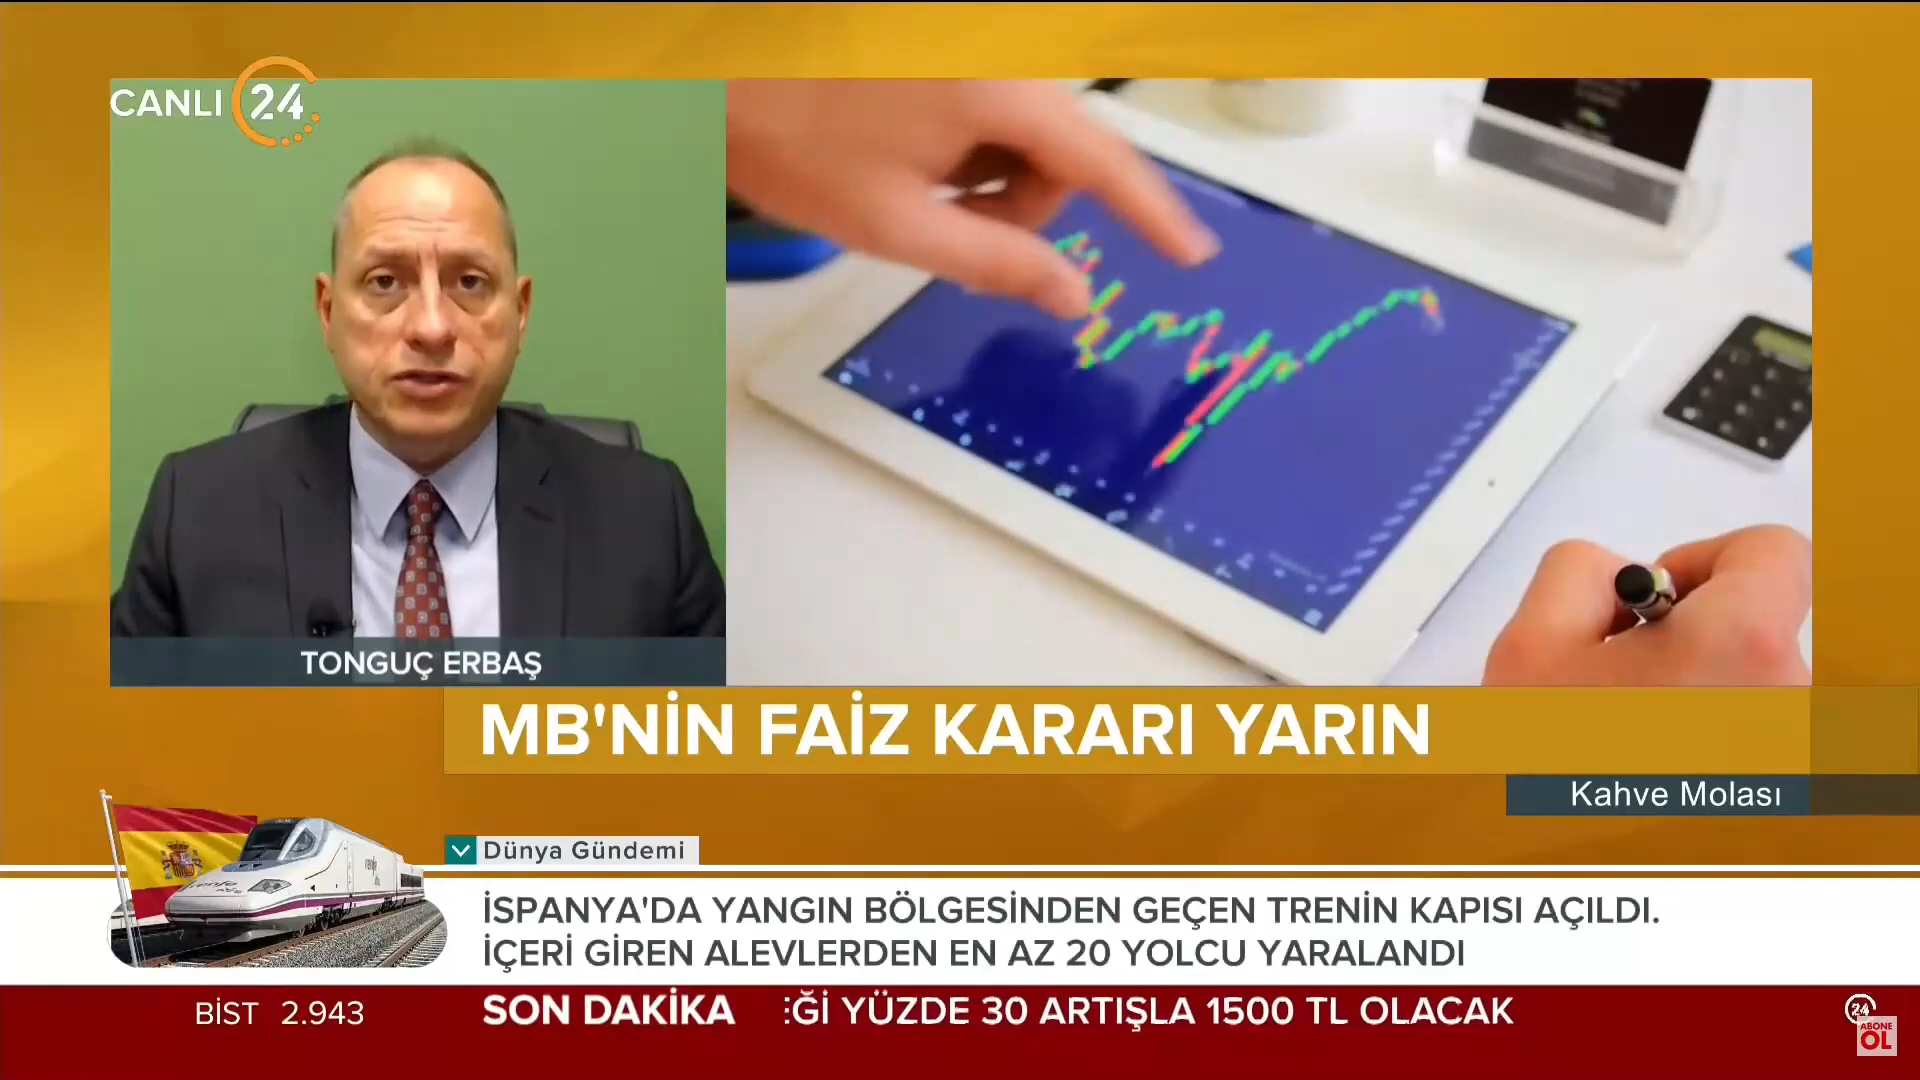 CANLI 24
TONGUÇ ERBAŞ
MB'NİN FAİZ KARARI YARIN
Kahve Molası
Dünya Gündemi
renfe
İSPANYA'DA YANGIN BÖLGESİNDEN GEÇEN TRENİN KAPISI AÇILDI.
İÇERİ GİREN ALEVLERDEN EN AZ 20 YOLCU YARALANDI
BİST 2.943
SON DAKİKA
YÜZDE 30 ARTIŞLA 1500 TL OLACAK
24
ABONE
OL